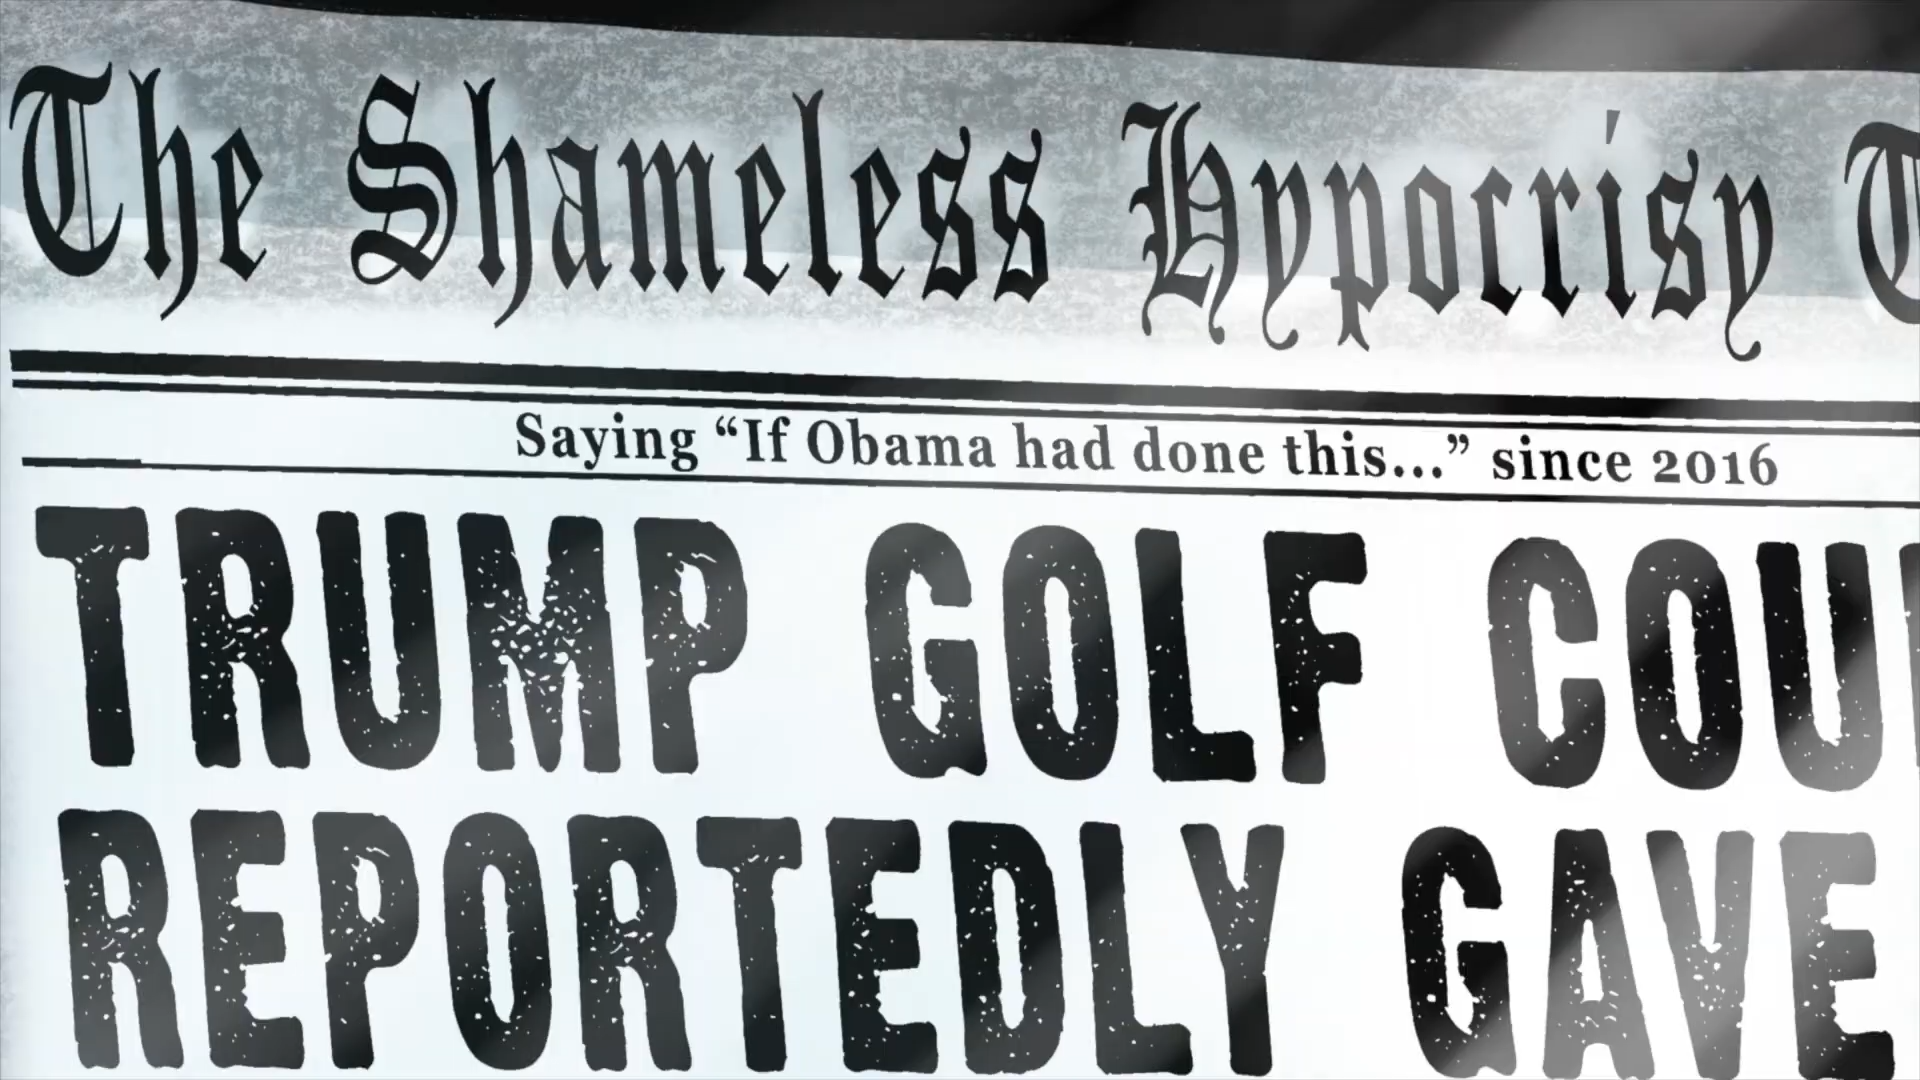 The Shameless Hypocrisy
Saying “If Obama had done this...” since 2016
TRUMP GOLF
REPORTEDLY GAVE